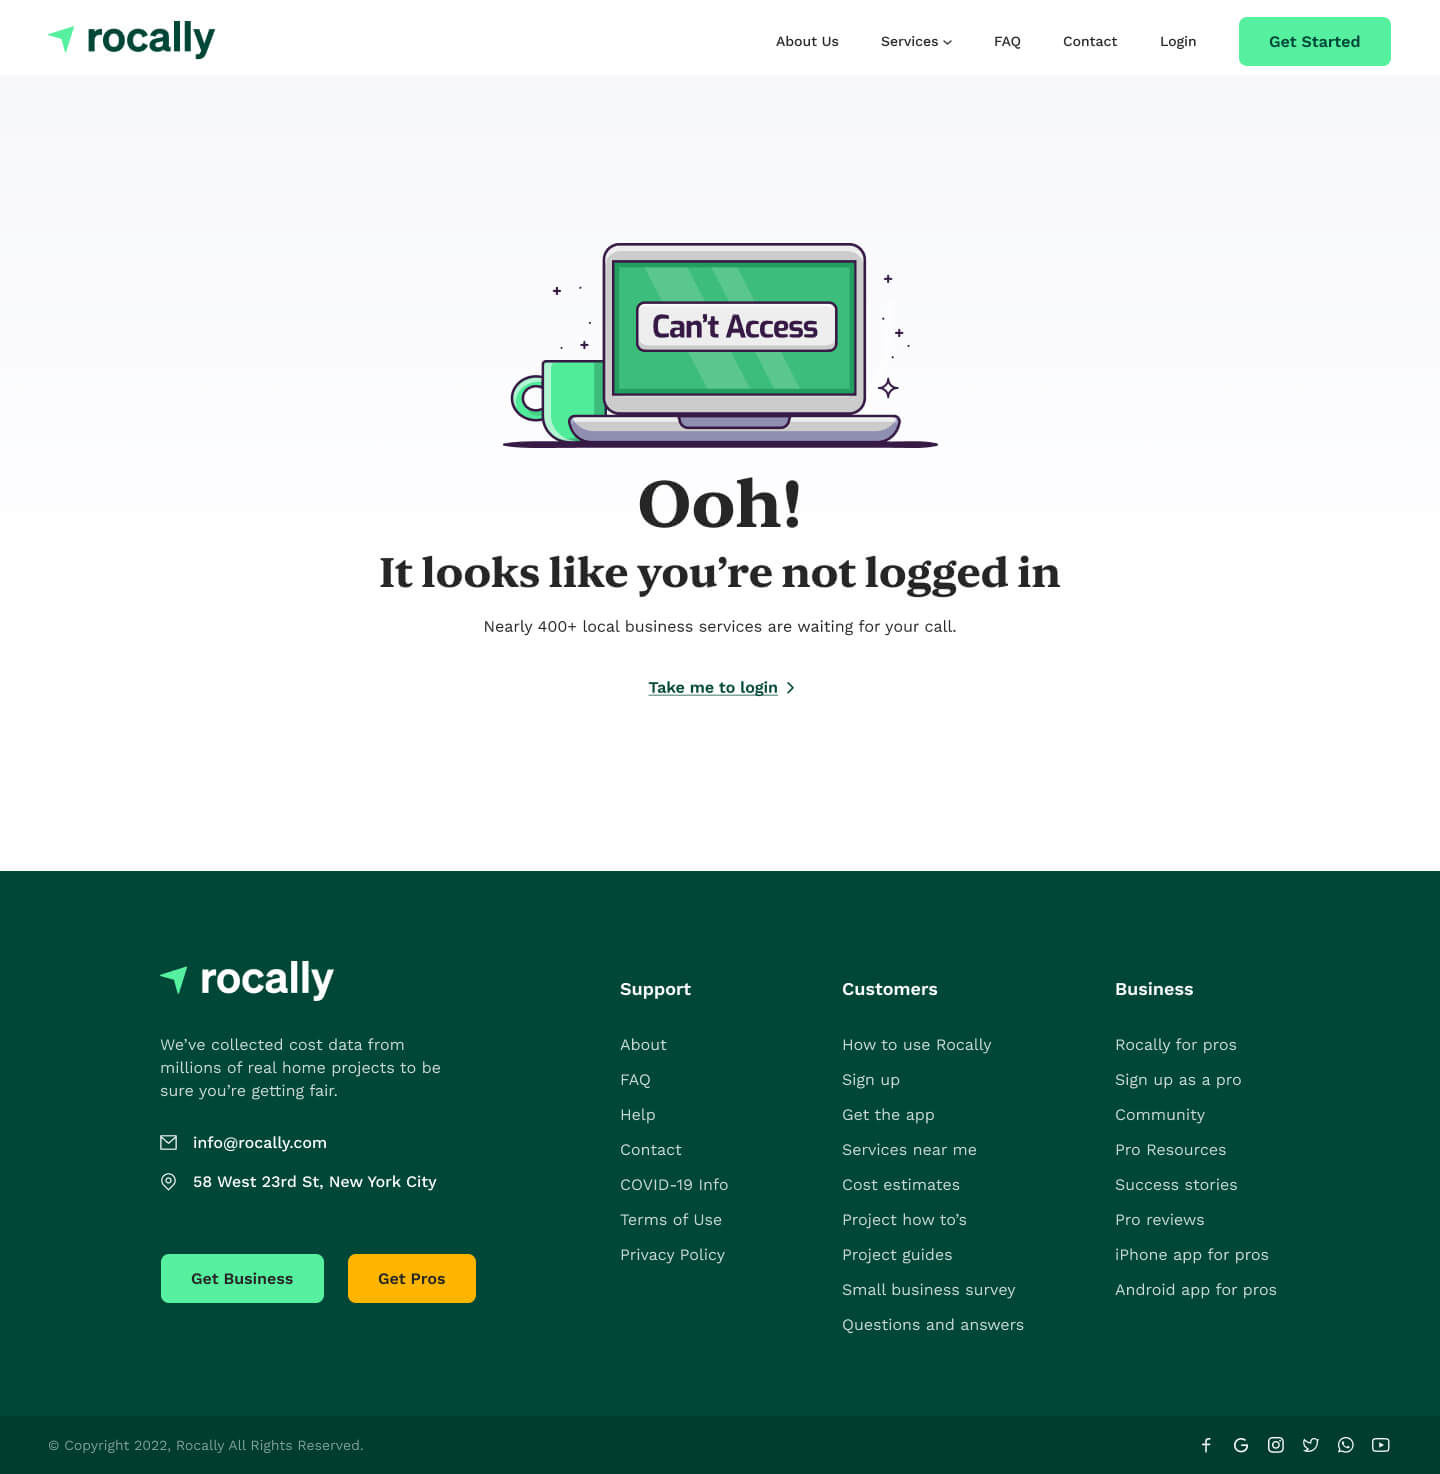 rocally
About Us
Services
FAQ
Contact
Login
Get Started
Can't Access
Ooh!
It looks like you’re not logged in
Nearly 400+ local business services are waiting for your call.
Take me to login
rocally
We’ve collected cost data from
millions of real home projects to be
sure you’re getting fair.
info@rocally.com
58 West 23rd St, New York City
Get Business
Get Pros
Support
About
FAQ
Help
Contact
COVID-19 Info
Terms of Use
Privacy Policy
Customers
How to use Rocally
Sign up
Get the app
Services near me
Cost estimates
Project how to’s
Project guides
Small business survey
Questions and answers
Business
Rocally for pros
Sign up as a pro
Community
Pro Resources
Success stories
Pro reviews
iPhone app for pros
Android app for pros
© Copyright 2022, Rocally All Rights Reserved.